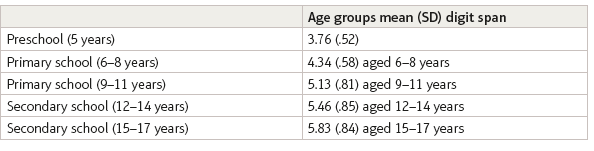 Age groups mean (SD) digit span
Preschool (5 years) 3.76 (.52)
Primary school (6–8 years) 4.34 (.58) aged 6–8 years
Primary school (9–11 years) 5.13 (.81) aged 9–11 years
Secondary school (12–14 years) 5.46 (.85) aged 12–14 years
Secondary school (15–17 years) 5.83 (.84) aged 15–17 years